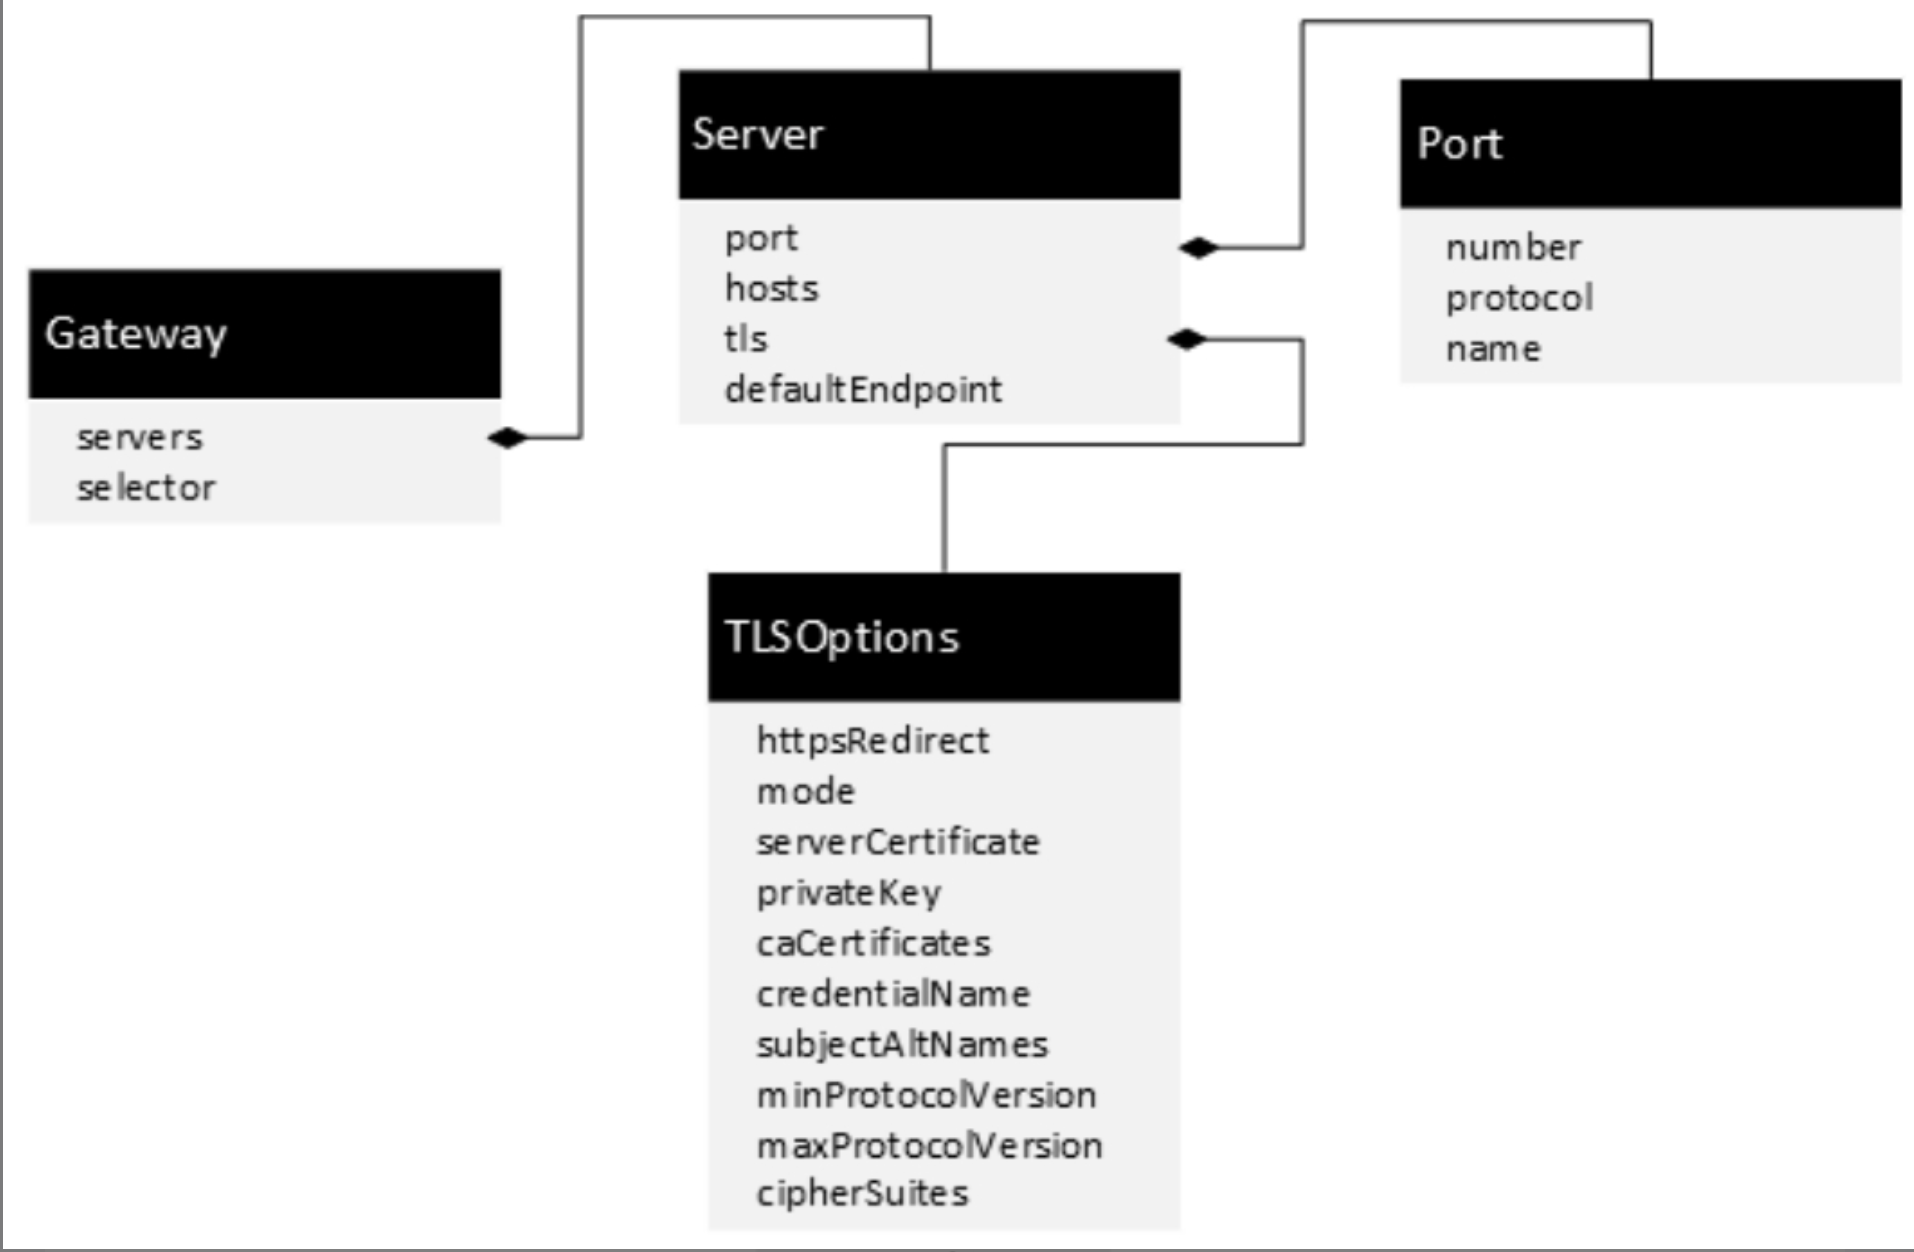 Gateway
servers
selector
Server
port
hosts
tls
defaultEndpoint
Port
number
protocol
name
TLSOptions
httpsRedirect
mode
serverCertificate
privateKey
caCertificates
credentialName
subjectAltNames
minProtocolVersion
maxProtocolVersion
cipherSuites